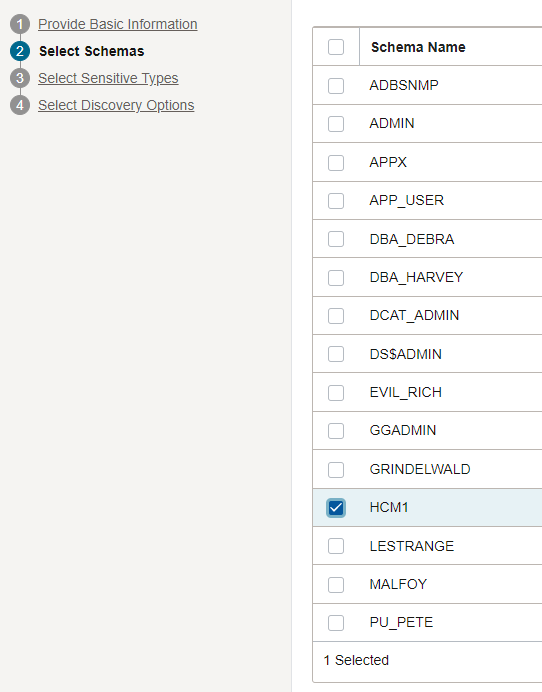 1 Provide Basic Information
2 Select Schemas
3 Select Sensitive Types
4 Select Discovery Options
Schema Name
ADBSNMP
ADMIN
APPX
APP_USER
DBA_DEBRA
DBA_HARVEY
DCAT_ADMIN
DS$ADMIN
EVIL_RICH
GGADMIN
GRINDELWALD
HCM1
LESTRANGE
MALFOY
PU_PETE
1 Selected